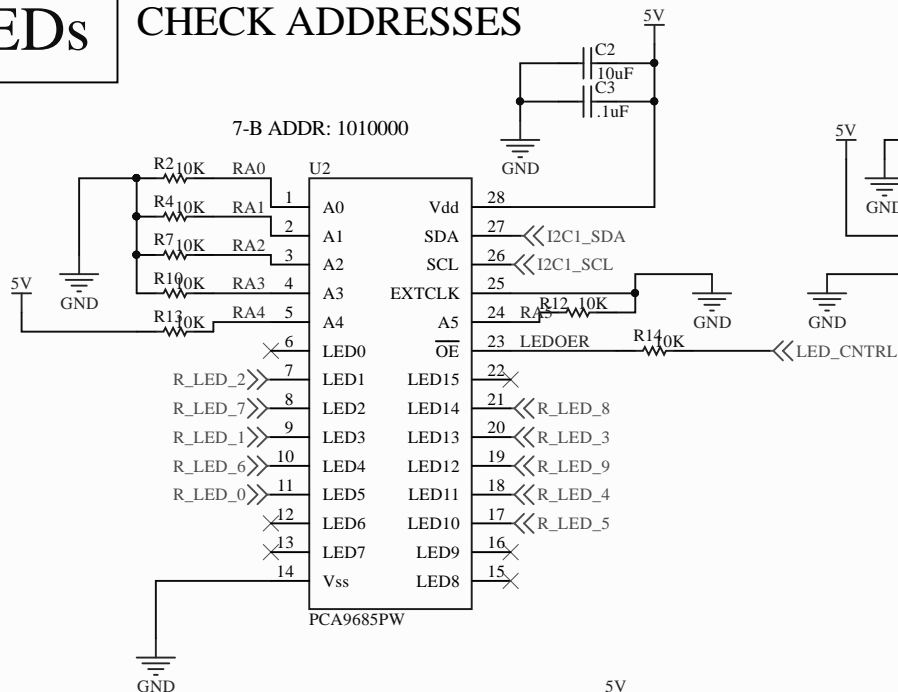 EDs
CHECK ADDRESSES
5V
C2
10uF
C3
.1uF
GND
7-B ADDR: 1010000
5V
GND
U2
R2 10K RA0
R4 10K RA1
R7 10K RA2
R10 10K RA3
R13 10K RA4
GND
5V
1 A0 Vdd 28
2 A1 SDA 27 I2C1_SDA
3 A2 SCL 26 I2C1_SCL
4 A3 EXTCLK 25
5 A4 A5 24 RA5 R12 10K
GND
GND
6 LED0 OE 23 LEDOER R14 10K LED_CNTRL
R_LED_2 7 LED1 LED15 22
R_LED_7 8 LED2 LED14 21 R_LED_8
R_LED_1 9 LED3 LED13 20 R_LED_3
R_LED_6 10 LED4 LED12 19 R_LED_9
R_LED_0 11 LED5 LED11 18 R_LED_4
12 LED6 LED10 17 R_LED_5
13 LED7 LED9 16
14 Vss LED8 15
PCA9685PW
GND
5V